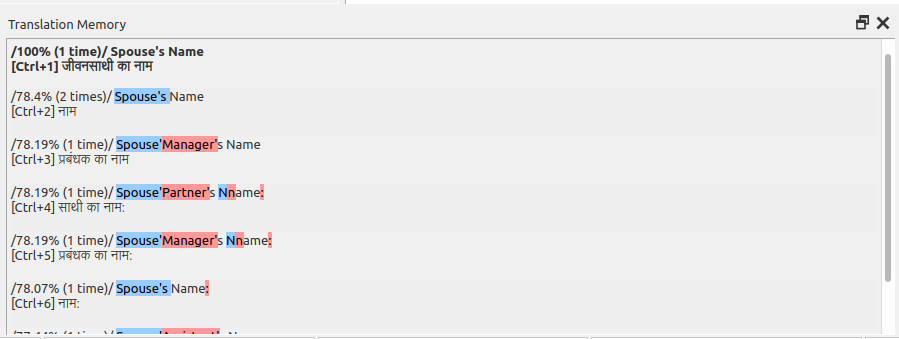 Translation Memory
/100% (1 time)/ Spouse's Name
[Ctrl+1] जीवनसाथी का नाम
/78.4% (2 times)/ Spouse's Name
[Ctrl+2] नाम
/78.19% (1 time)/ Spouse'Manager's Name
[Ctrl+3] प्रबंधक का नाम
/78.19% (1 time)/ Spouse'Partner's Nname:
[Ctrl+4] साथी का नाम:
/78.19% (1 time)/ Spouse'Manager's Nname:
[Ctrl+5] प्रबंधक का नाम:
/78.07% (1 time)/ Spouse's Name:
[Ctrl+6] नाम: